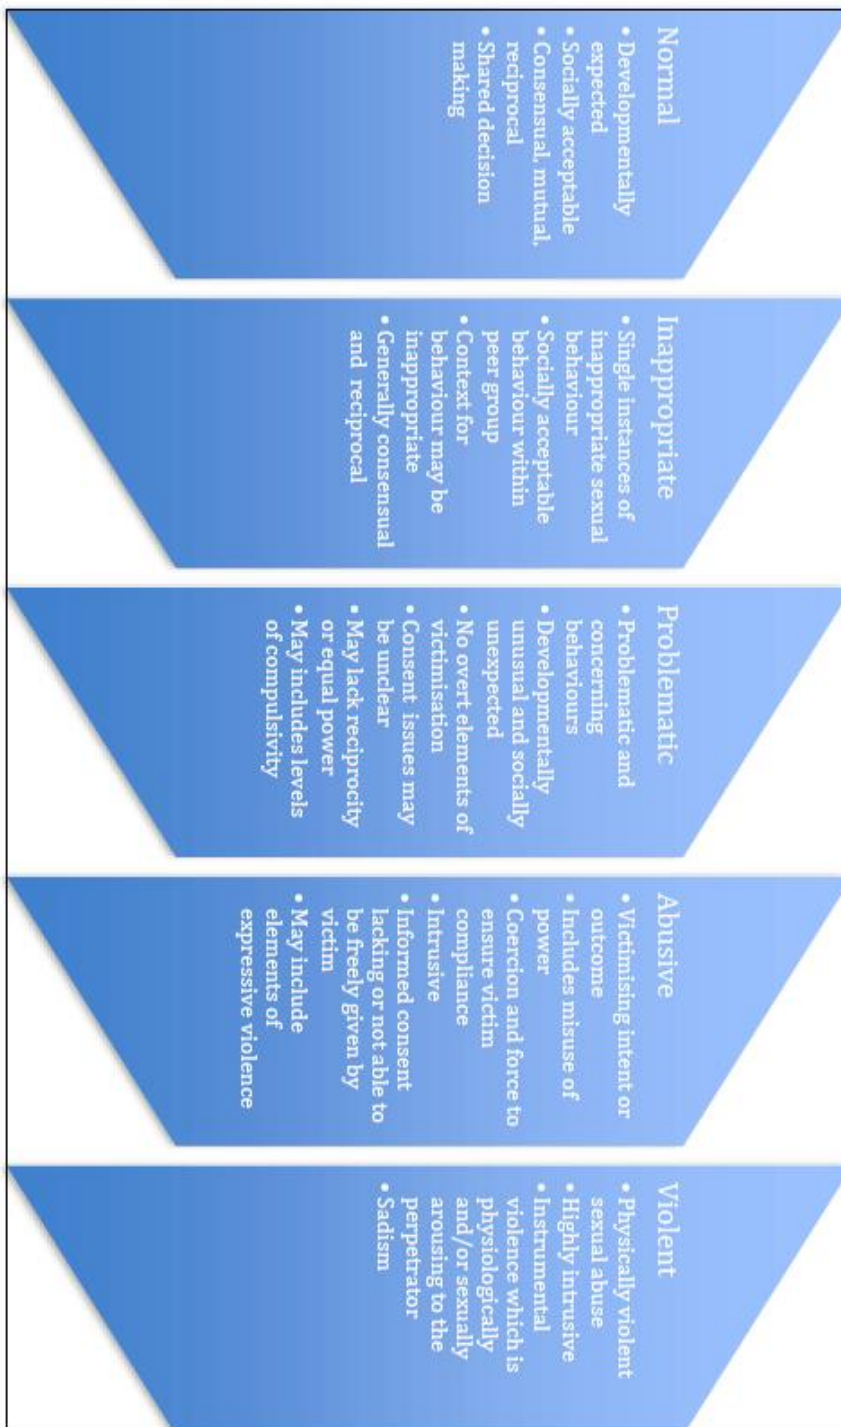 Normal
• Developmentally
expected
• Socially acceptable
• Consensual, mutual,
reciprocal
• Shared decision
making
Inappropriate
• Single instances of
inappropriate sexual
behaviour
• Socially acceptable
behaviour within
peer group
• Context for
behaviour may be
inappropriate
• Generally consensual
and reciprocal
Problematic
• Problematic and
concerning
behaviours
• Developmentally
unusual and socially
unexpected
• No overt elements of
victimisation
• Consent issues may
be unclear
• May lack reciprocity
or equal power
• May includes levels
of compulsivity
Abusive
• Victimising intent or
outcome
• Includes misuse of
power
• Coercion and force to
ensure victim
compliance
• Intrusive
• Informed consent
lacking or not able to
be freely given by
victim
• May include
elements of
expressive violence
Violent
• Physically violent
sexual abuse
• Highly intrusive
• Instrumental
violence which is
physiologically
and/or sexually
arousing to the
perpetrator
• Sadism